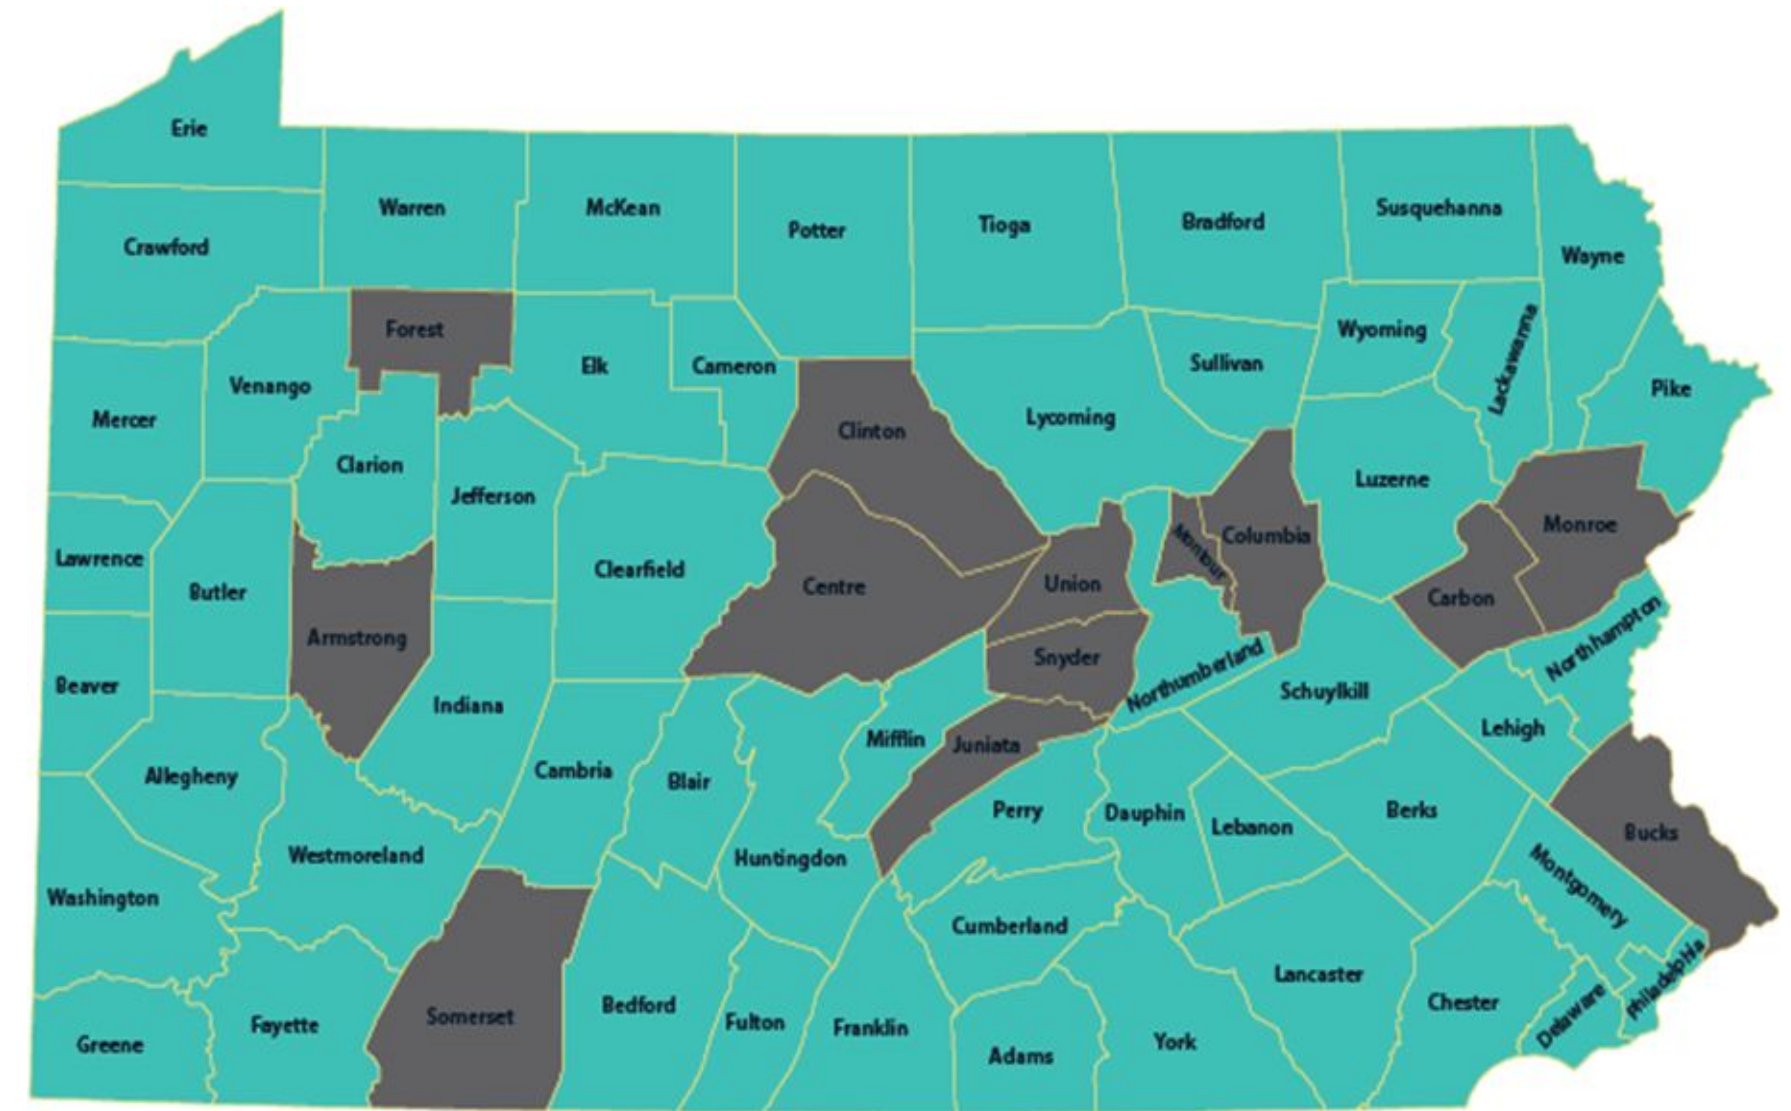 Erie
Warren
McKean
Potter
Tioga
Bradford
Susquehanna
Wayne
Crawford
Forest
Elk
Cameron
Wyoming
Lackawanna
Sullivan
Pike
Venango
Mercer
Clinton
Lycoming
Clarion
Jefferson
Luzerne
Monroe
Columbia
Montour
Lawrence
Butler
Clearfield
Centre
Union
Carbon
Northhampton
Armstrong
Snyder
Northumberland
Beaver
Indiana
Schuylkill
Lehigh
Mifflin
Juniata
Allegheny
Cambria
Blair
Perry
Dauphin
Lebanon
Berks
Bucks
Westmoreland
Huntingdon
Montgomery
Washington
Cumberland
Lancaster
Philadelphia
Chester
Delaware
Greene
Fayette
Somerset
Bedford
Fulton
Franklin
Adams
York